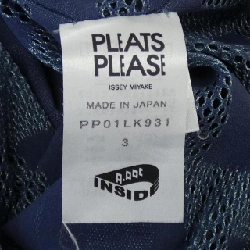 PLEATS
PLEASE
ISSEY MIYAKE
MADE IN JAPAN
PP01LK931
3
A-POC
INSIDE